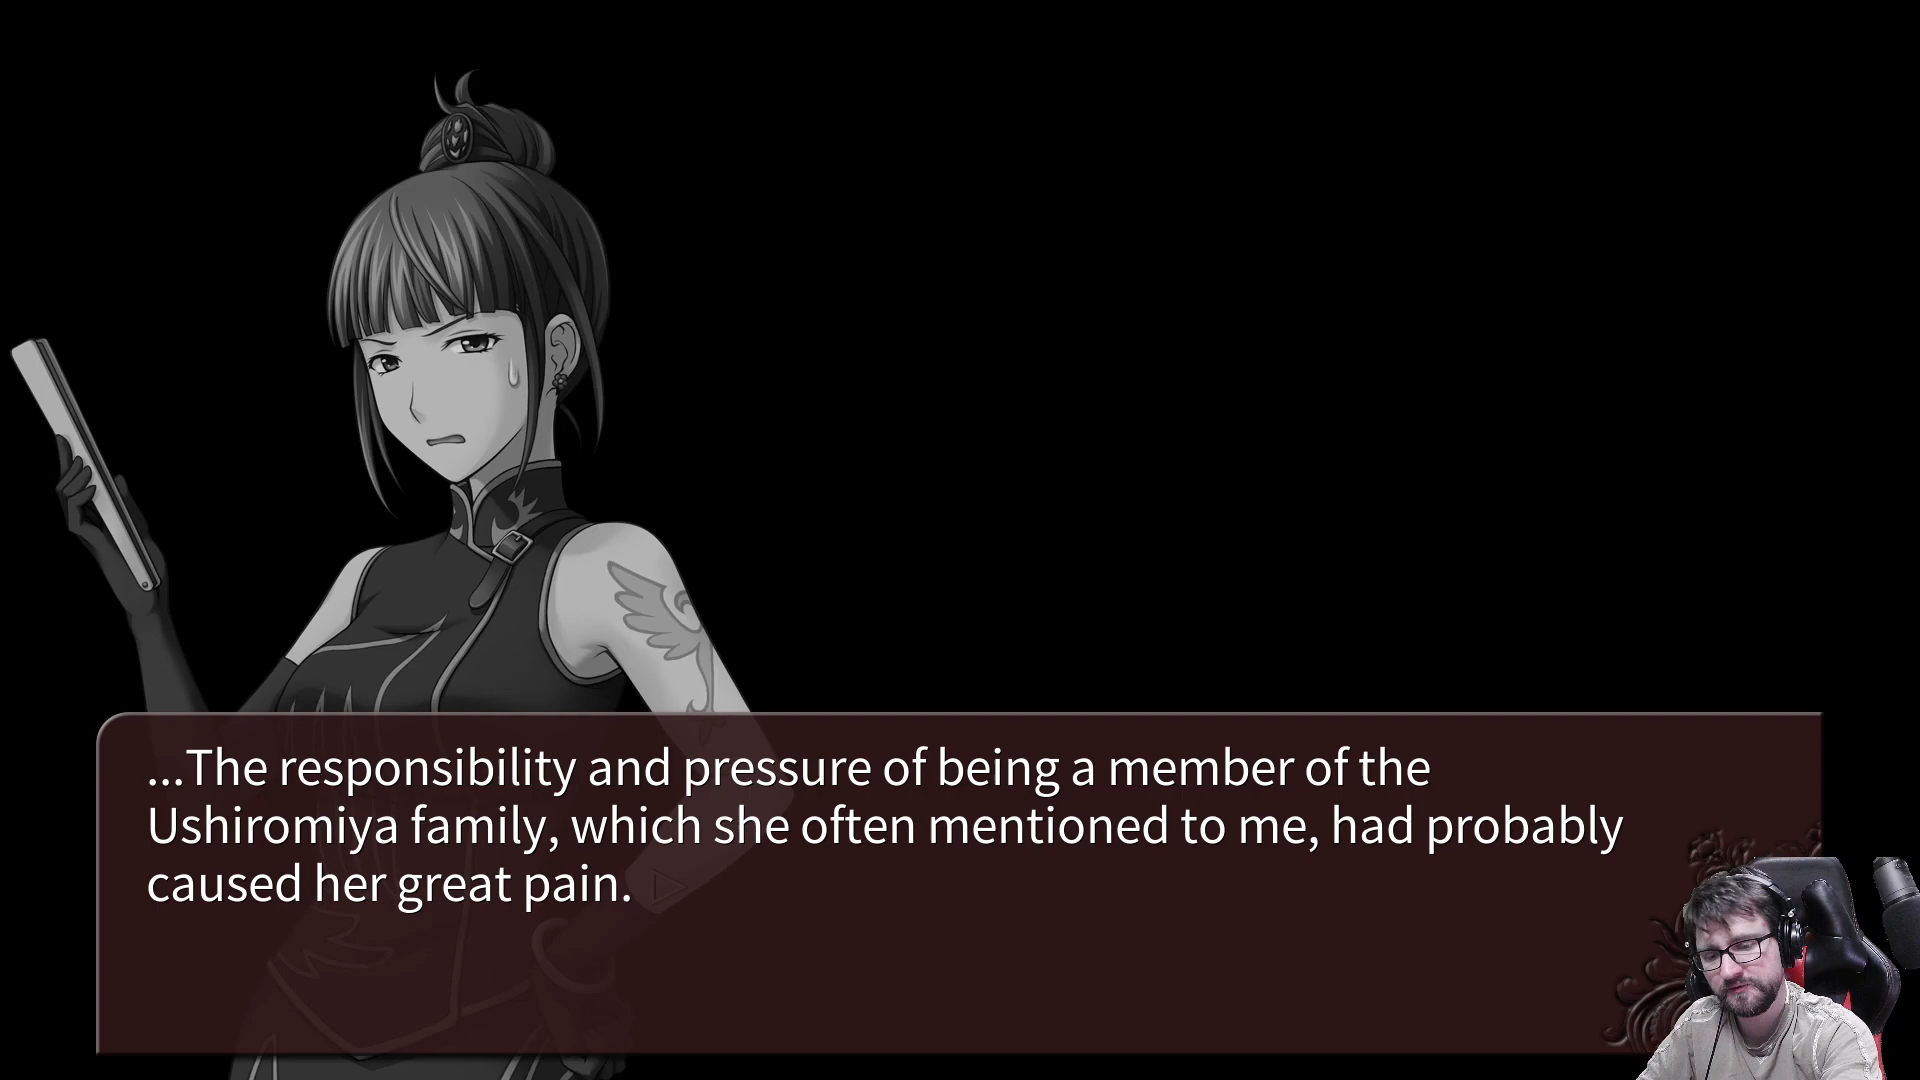 ...The responsibility and pressure of being a member of the
Ushiromiya family, which she often mentioned to me, had probably
caused her great pain.